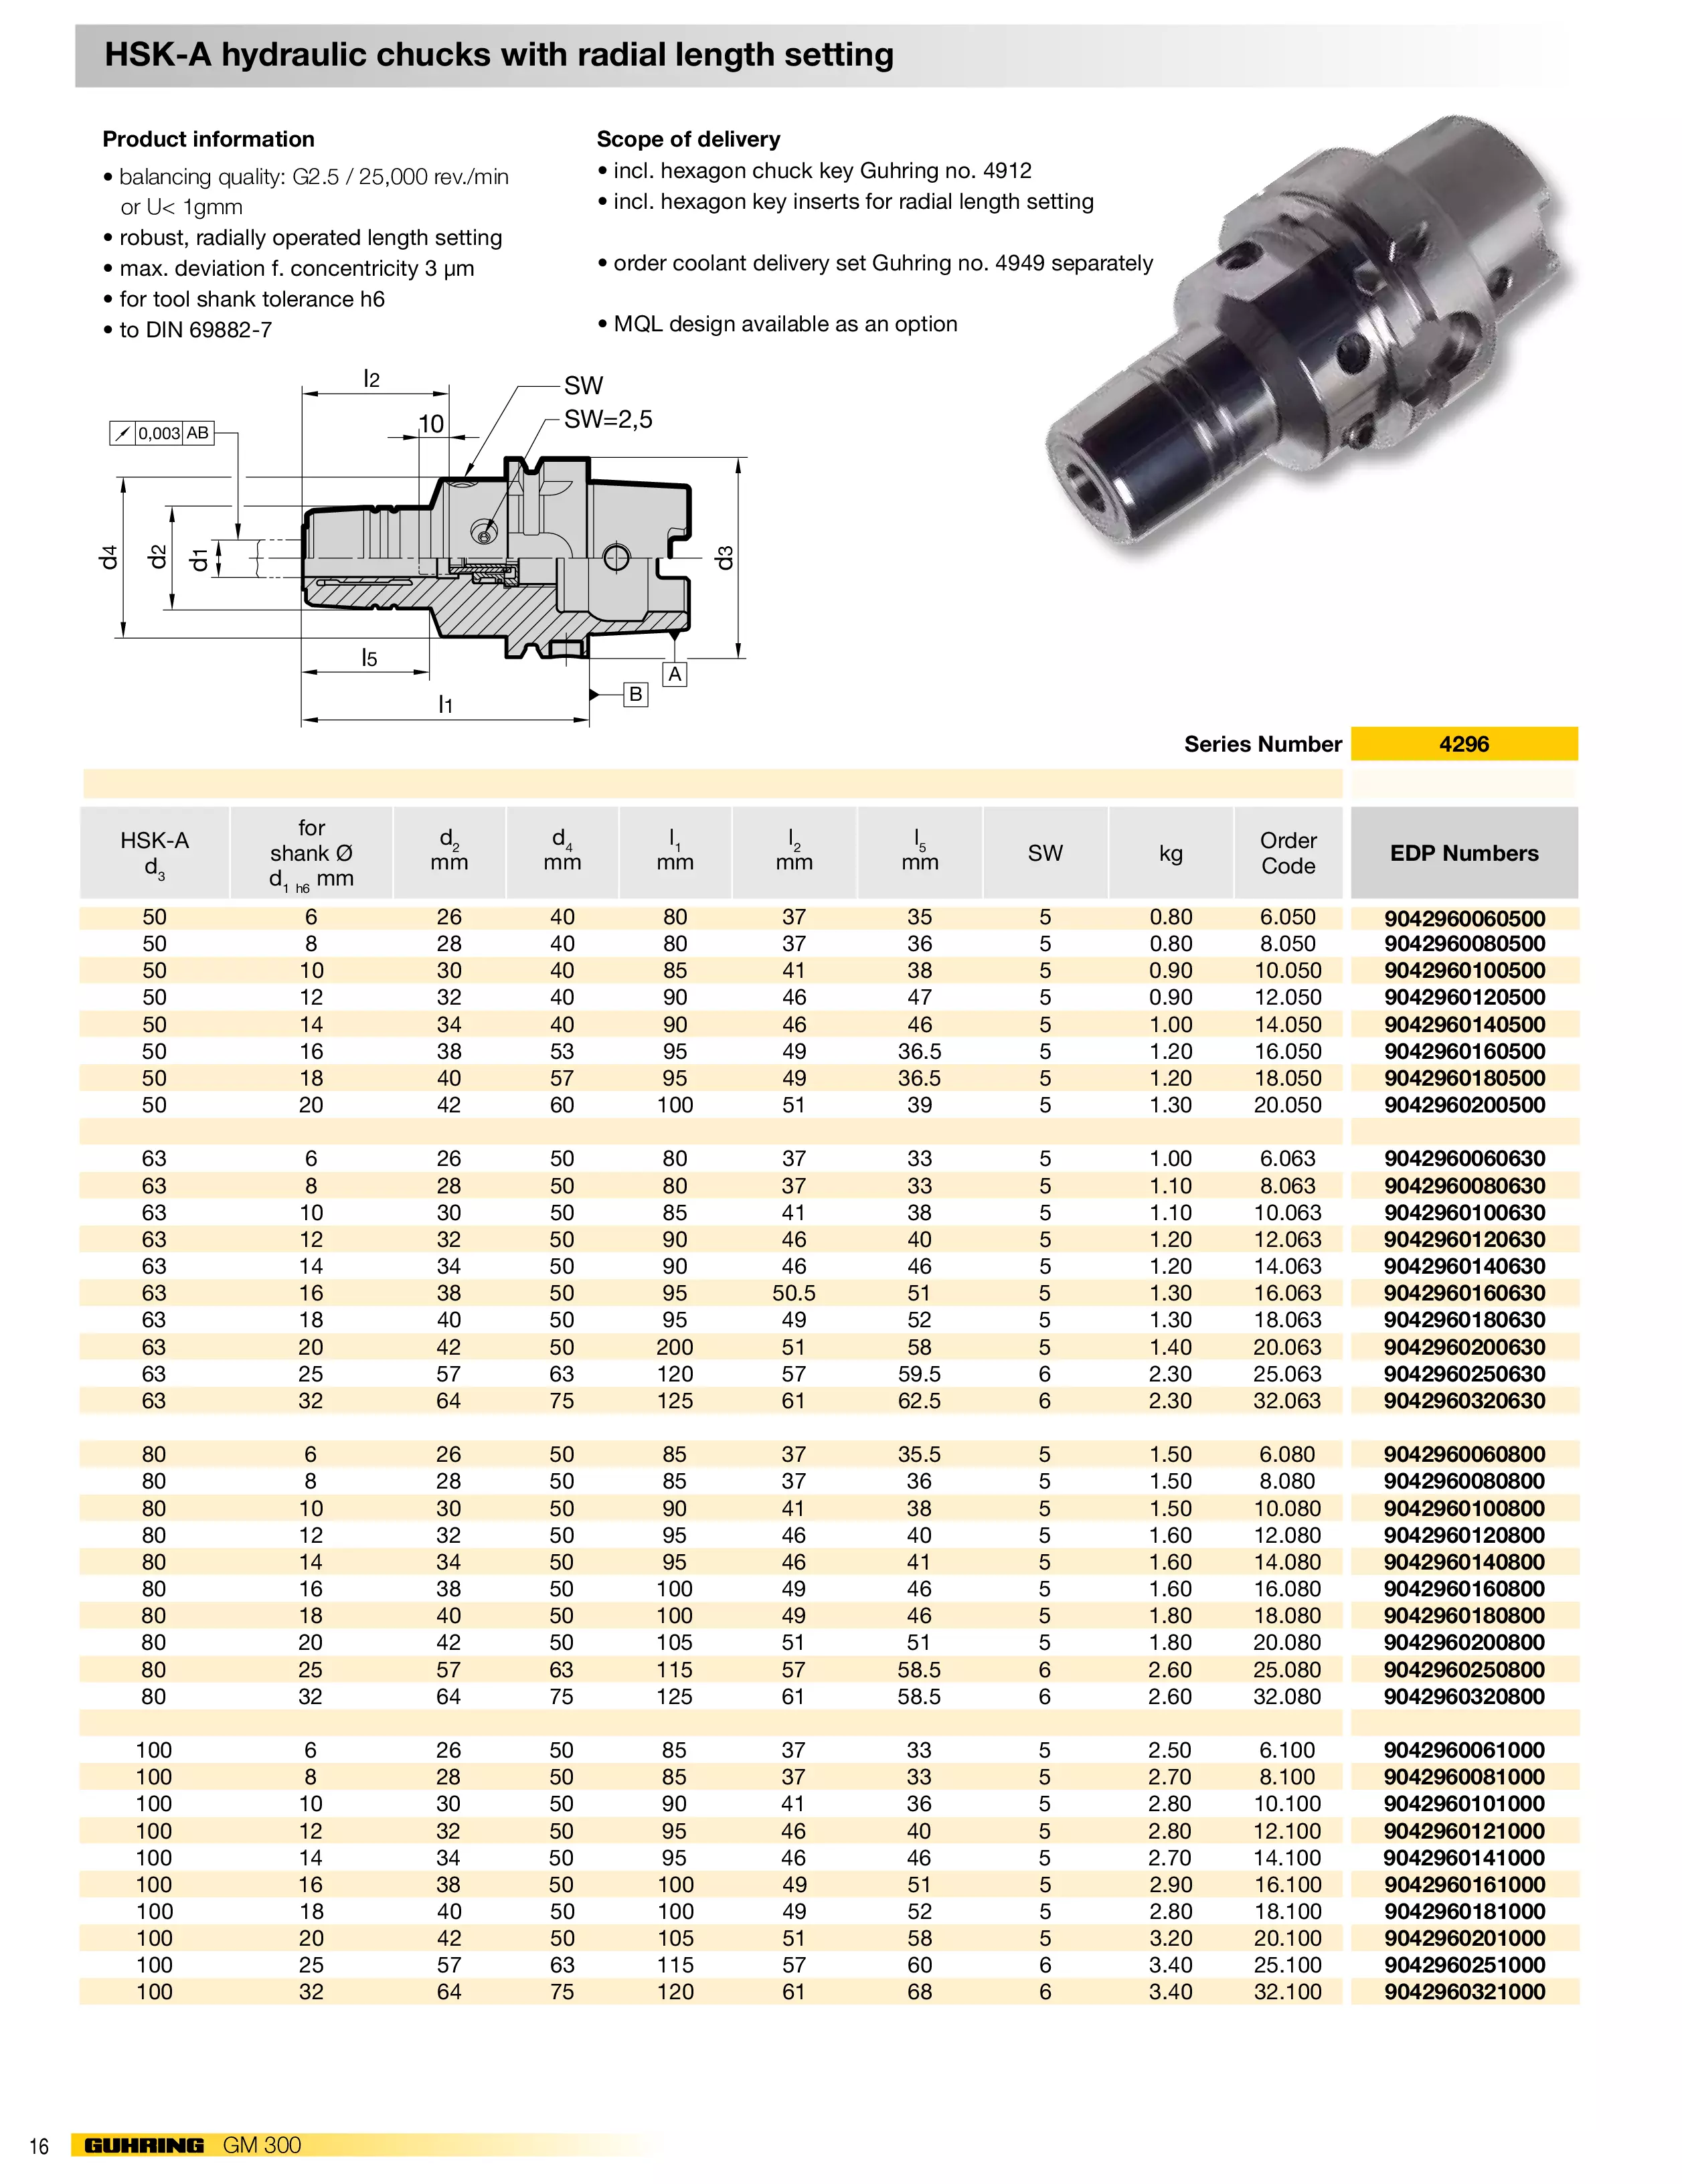 HSK-A hydraulic chucks with radial length setting
Product information
• balancing quality: G2.5 / 25,000 rev./min
or U< 1gmm
• robust, radially operated length setting
• max. deviation f. concentricity 3 µm
• for tool shank tolerance h6
• to DIN 69882-7
Scope of delivery
• incl. hexagon chuck key Guhring no. 4912
• incl. hexagon key inserts for radial length setting
• order coolant delivery set Guhring no. 4949 separately
• MQL design available as an option
l2
SW
10
SW=2,5
0,003 AB
d4
d2
d1
d3
l5
A
B
l1
Series Number 4296
HSK-A d3 | for shank Ø d1 h6 mm | d2 mm | d4 mm | l1 mm | l2 mm | l5 mm | SW | kg | Order Code | EDP Numbers
50 6 26 40 80 37 35 5 0.80 6.050 9042960060500
50 8 28 40 80 37 36 5 0.80 8.050 9042960080500
50 10 30 40 85 41 38 5 0.90 10.050 9042960100500
50 12 32 40 90 46 47 5 0.90 12.050 9042960120500
50 14 34 40 90 46 46 5 1.00 14.050 9042960140500
50 16 38 53 95 49 36.5 5 1.20 16.050 9042960160500
50 18 40 57 95 49 36.5 5 1.20 18.050 9042960180500
50 20 42 60 100 51 39 5 1.30 20.050 9042960200500
63 6 26 50 80 37 33 5 1.00 6.063 9042960060630
63 8 28 50 80 37 33 5 1.10 8.063 9042960080630
63 10 30 50 85 41 38 5 1.10 10.063 9042960100630
63 12 32 50 90 46 40 5 1.20 12.063 9042960120630
63 14 34 50 90 46 46 5 1.20 14.063 9042960140630
63 16 38 50 95 50.5 51 5 1.30 16.063 9042960160630
63 18 40 50 95 49 52 5 1.30 18.063 9042960180630
63 20 42 50 200 51 58 5 1.40 20.063 9042960200630
63 25 57 63 120 57 59.5 6 2.30 25.063 9042960250630
63 32 64 75 125 61 62.5 6 2.30 32.063 9042960320630
80 6 26 50 85 37 35.5 5 1.50 6.080 9042960060800
80 8 28 50 85 37 36 5 1.50 8.080 9042960080800
80 10 30 50 90 41 38 5 1.50 10.080 9042960100800
80 12 32 50 95 46 40 5 1.60 12.080 9042960120800
80 14 34 50 95 46 41 5 1.60 14.080 9042960140800
80 16 38 50 100 49 46 5 1.60 16.080 9042960160800
80 18 40 50 100 49 46 5 1.80 18.080 9042960180800
80 20 42 50 105 51 51 5 1.80 20.080 9042960200800
80 25 57 63 115 57 58.5 6 2.60 25.080 9042960250800
80 32 64 75 125 61 58.5 6 2.60 32.080 9042960320800
100 6 26 50 85 37 33 5 2.50 6.100 9042960061000
100 8 28 50 85 37 33 5 2.70 8.100 9042960081000
100 10 30 50 90 41 36 5 2.80 10.100 9042960101000
100 12 32 50 95 46 40 5 2.80 12.100 9042960121000
100 14 34 50 95 46 46 5 2.70 14.100 9042960141000
100 16 38 50 100 49 51 5 2.90 16.100 9042960161000
100 18 40 50 100 49 52 5 2.80 18.100 9042960181000
100 20 42 50 105 51 58 5 3.20 20.100 9042960201000
100 25 57 63 115 57 60 6 3.40 25.100 9042960251000
100 32 64 75 120 61 68 6 3.40 32.100 9042960321000
16 GUHRING GM 300